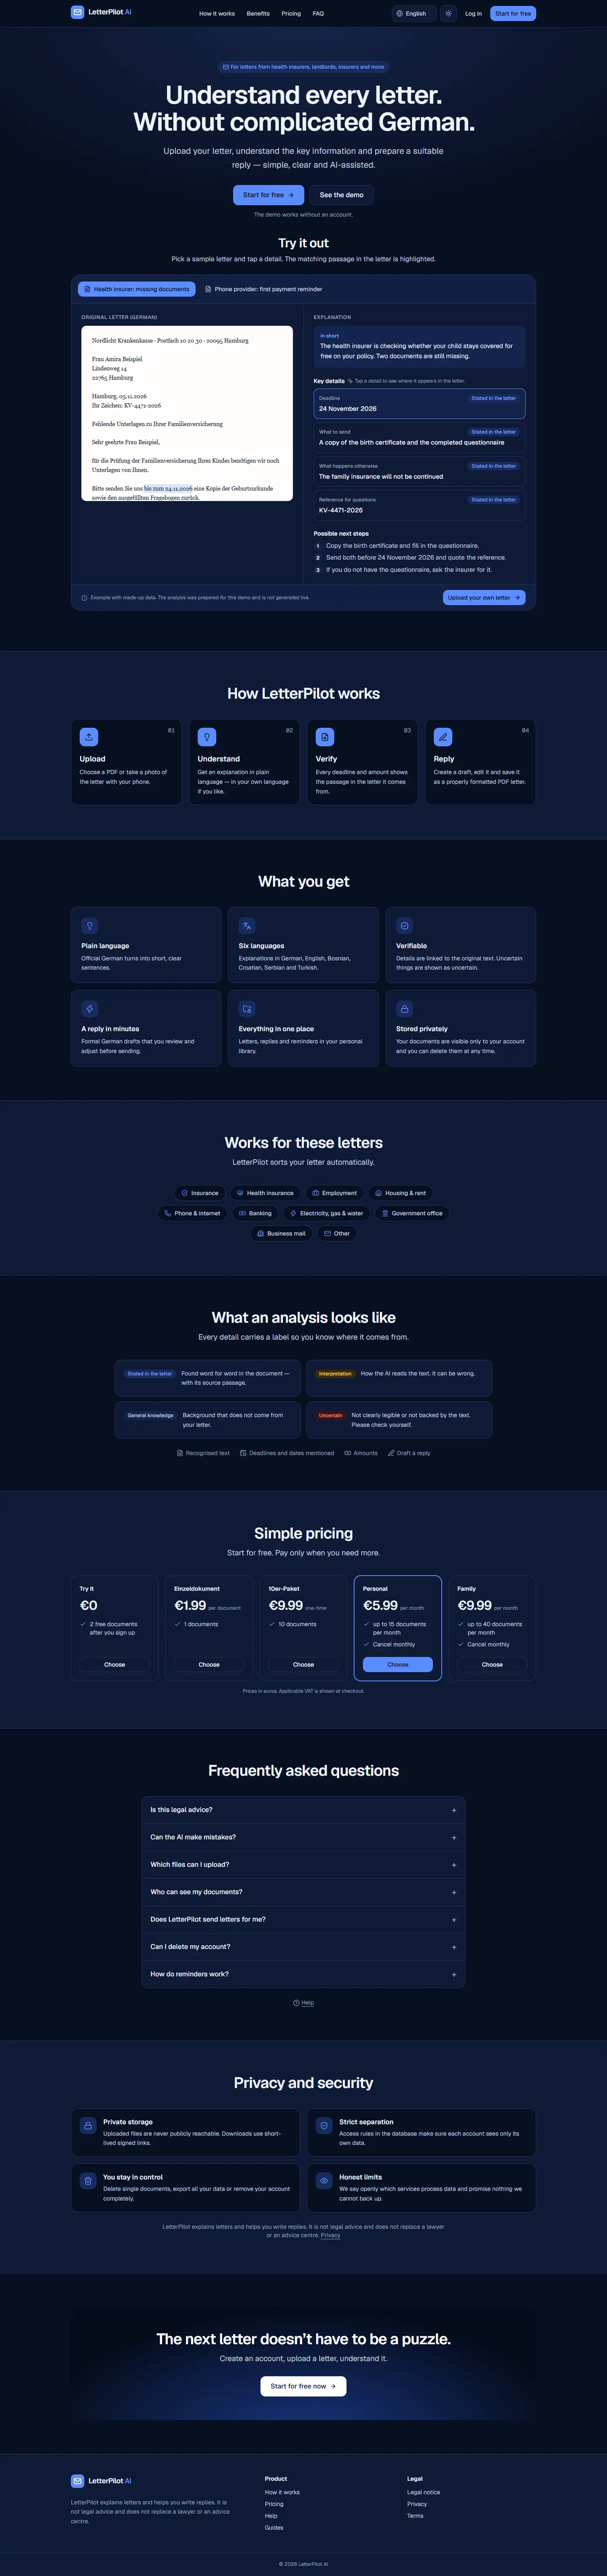 LetterPilot AI
How it works
Benefits
Pricing
FAQ
English
Log in
Start for free
For letters from health insurers, landlords, insurers and more
Understand every letter.
Without complicated German.
Upload your letter, understand the key information and prepare a suitable
reply — simple, clear and AI-assisted.
Start for free →
See the demo
The demo works without an account.
Try it out
Pick a sample letter and tap a detail. The matching passage in the letter is highlighted.
Health insurer: missing documents
Phone provider: first payment reminder
ORIGINAL LETTER (GERMAN)
Nordlicht Krankenkasse · Postfach 10 20 30 · 20095 Hamburg
Frau Amira Beispiel
Lindenweg 14
22765 Hamburg
Hamburg, 03.11.2026
Ihr Zeichen: KV-4471-2026
Fehlende Unterlagen zu Ihrer Familienversicherung
Sehr geehrte Frau Beispiel,
für die Prüfung der Familienversicherung Ihres Kindes benötigen wir noch
Unterlagen von Ihnen.
Bitte senden Sie uns bis zum 24.11.2026 eine Kopie der Geburtsurkunde
sowie den ausgefüllten Fragebogen zurück.
EXPLANATION
In short
The health insurer is checking whether your child stays covered for
free on your policy. Two documents are still missing.
Key details
Tap a detail to see where it appears in the letter.
Deadline
Stated in the letter
24 November 2026
What to send
Stated in the letter
A copy of the birth certificate and the completed questionnaire
What happens otherwise
Stated in the letter
The family insurance will not be continued
Reference for questions
Stated in the letter
KV-4471-2026
Possible next steps
1 Copy the birth certificate and fill in the questionnaire.
2 Send both before 24 November 2026 and quote the reference.
3 If you do not have the questionnaire, ask the insurer for it.
Example with made-up data. The analysis was prepared for this demo and is not generated live.
Upload your own letter →
How LetterPilot works
01
Upload
Choose a PDF or take a photo of
the letter with your phone.
02
Understand
Get an explanation in plain
language — in your own language
if you like.
03
Verify
Every deadline and amount shows
the passage in the letter it comes
from.
04
Reply
Create a draft, edit it and save it
as a properly formatted PDF letter.
What you get
Plain language
Official German turns into short, clear
sentences.
Six languages
Explanations in German, English, Bosnian,
Croatian, Serbian and Turkish.
Verifiable
Details are linked to the original text. Uncertain
things are shown as uncertain.
A reply in minutes
Formal German drafts that you review and
adjust before sending.
Everything in one place
Letters, replies and reminders in your personal
library.
Stored privately
Your documents are visible only to your account
and you can delete them at any time.
Works for these letters
LetterPilot sorts your letter automatically.
Insurance
Health insurance
Employment
Housing & rent
Phone & internet
Banking
Electricity, gas & water
Government office
Business mail
Other
What an analysis looks like
Every detail carries a label so you know where it comes from.
Stated in the letter
Found word for word in the document —
with its source passage.
Interpretation
How the AI reads the text. It can be wrong.
General knowledge
Background that does not come from
your letter.
Uncertain
Not clearly legible or not backed by the text.
Please check yourself.
Recognised text
Deadlines and dates mentioned
Amounts
Draft a reply
Simple pricing
Start for free. Pay only when you need more.
Try it
€0
2 free documents
after you sign up
Choose
Einzeldokument
€1.99 per document
1 documents
Choose
10er-Paket
€9.99 one-time
10 documents
Choose
Personal
€5.99 per month
up to 15 documents
per month
Cancel monthly
Choose
Family
€9.99 per month
up to 40 documents
per month
Cancel monthly
Choose
Prices in euros. Applicable VAT is shown at checkout.
Frequently asked questions
Is this legal advice? +
Can the AI make mistakes? +
Which files can I upload? +
Who can see my documents? +
Does LetterPilot send letters for me? +
Can I delete my account? +
How do reminders work? +
Help
Privacy and security
Private storage
Uploaded files are never publicly reachable. Downloads use short-
lived signed links.
Strict separation
Access rules in the database make sure each account sees only its
own data.
You stay in control
Delete single documents, export all your data or remove your account
completely.
Honest limits
We say openly which services process data and promise nothing we
cannot back up.
LetterPilot explains letters and helps you write replies. It is not legal advice and does not replace a lawyer
or an advice centre. Privacy
The next letter doesn’t have to be a puzzle.
Create an account, upload a letter, understand it.
Start for free now →
LetterPilot AI
LetterPilot explains letters and helps you write replies. It is
not legal advice and does not replace a lawyer or an advice
centre.
Product
How it works
Pricing
Help
Guides
Legal
Legal notice
Privacy
Terms
© 2026 LetterPilot AI